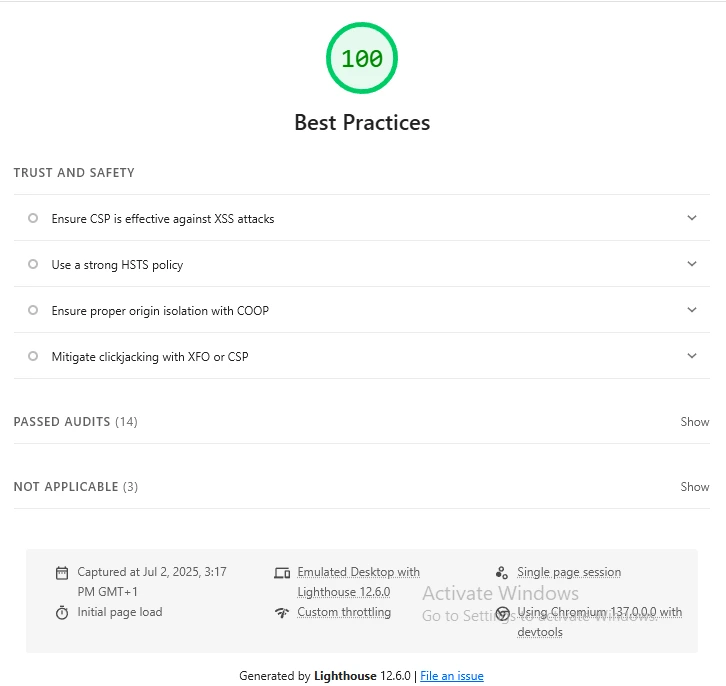 100
Best Practices
TRUST AND SAFETY
Ensure CSP is effective against XSS attacks
Use a strong HSTS policy
Ensure proper origin isolation with COOP
Mitigate clickjacking with XFO or CSP
PASSED AUDITS (14) Show
NOT APPLICABLE (3) Show
Captured at Jul 2, 2025, 3:17
PM GMT+1
Initial page load
Emulated Desktop with
Lighthouse 12.6.0
Custom throttling
Single page session
Using Chromium 137.0.0.0 with
devtools
Activate Windows
Go to Settings to activate Windows.
Generated by Lighthouse 12.6.0 | File an issue